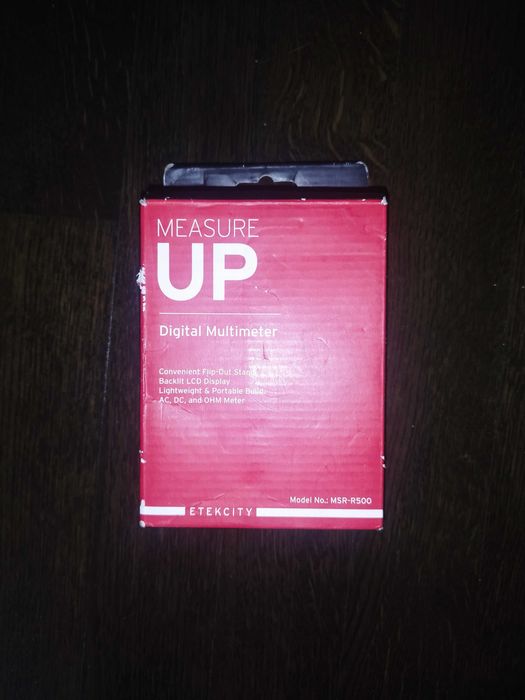 MEASURE
UP
Digital Multimeter
Convenient Flip-Out Stand
Backlit LCD Display
Lightweight & Portable Build
AC, DC, and OHM Meter
Model No.: MSR-R500
ETEKCITY